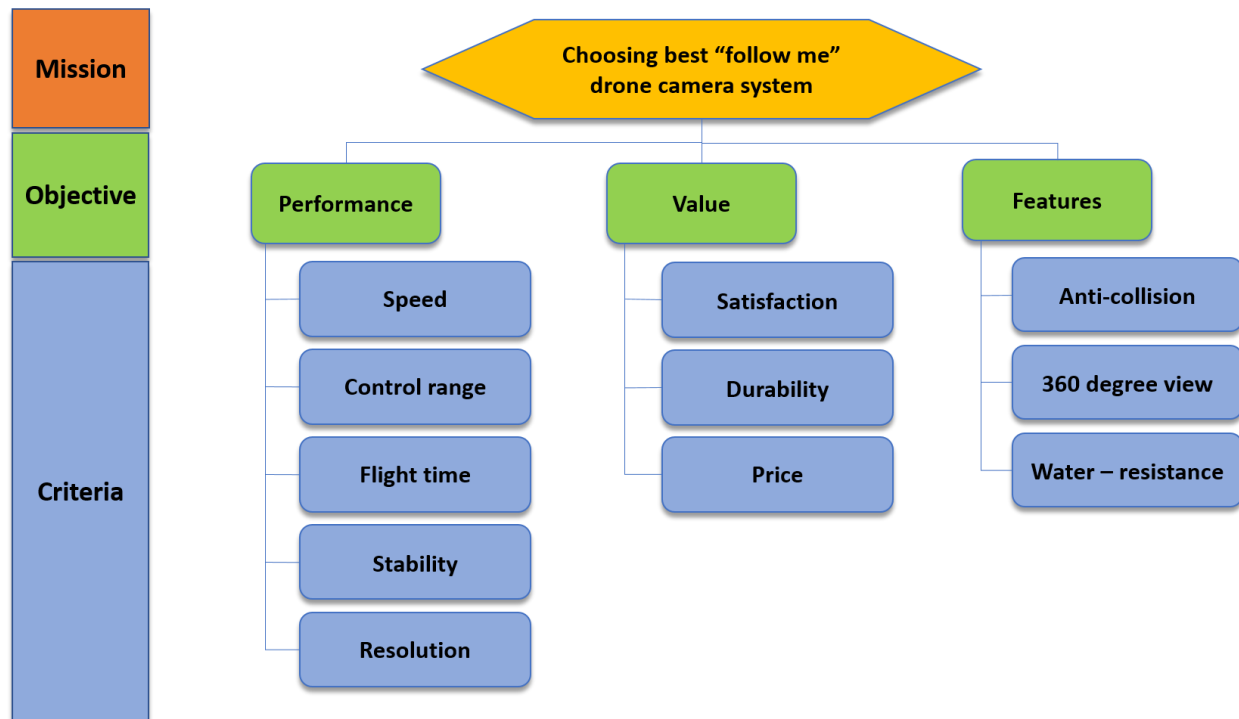 Mission
Choosing best “follow me”
drone camera system
Objective
Performance
Value
Features
Criteria
Speed
Control range
Flight time
Stability
Resolution
Satisfaction
Durability
Price
Anti-collision
360 degree view
Water – resistance